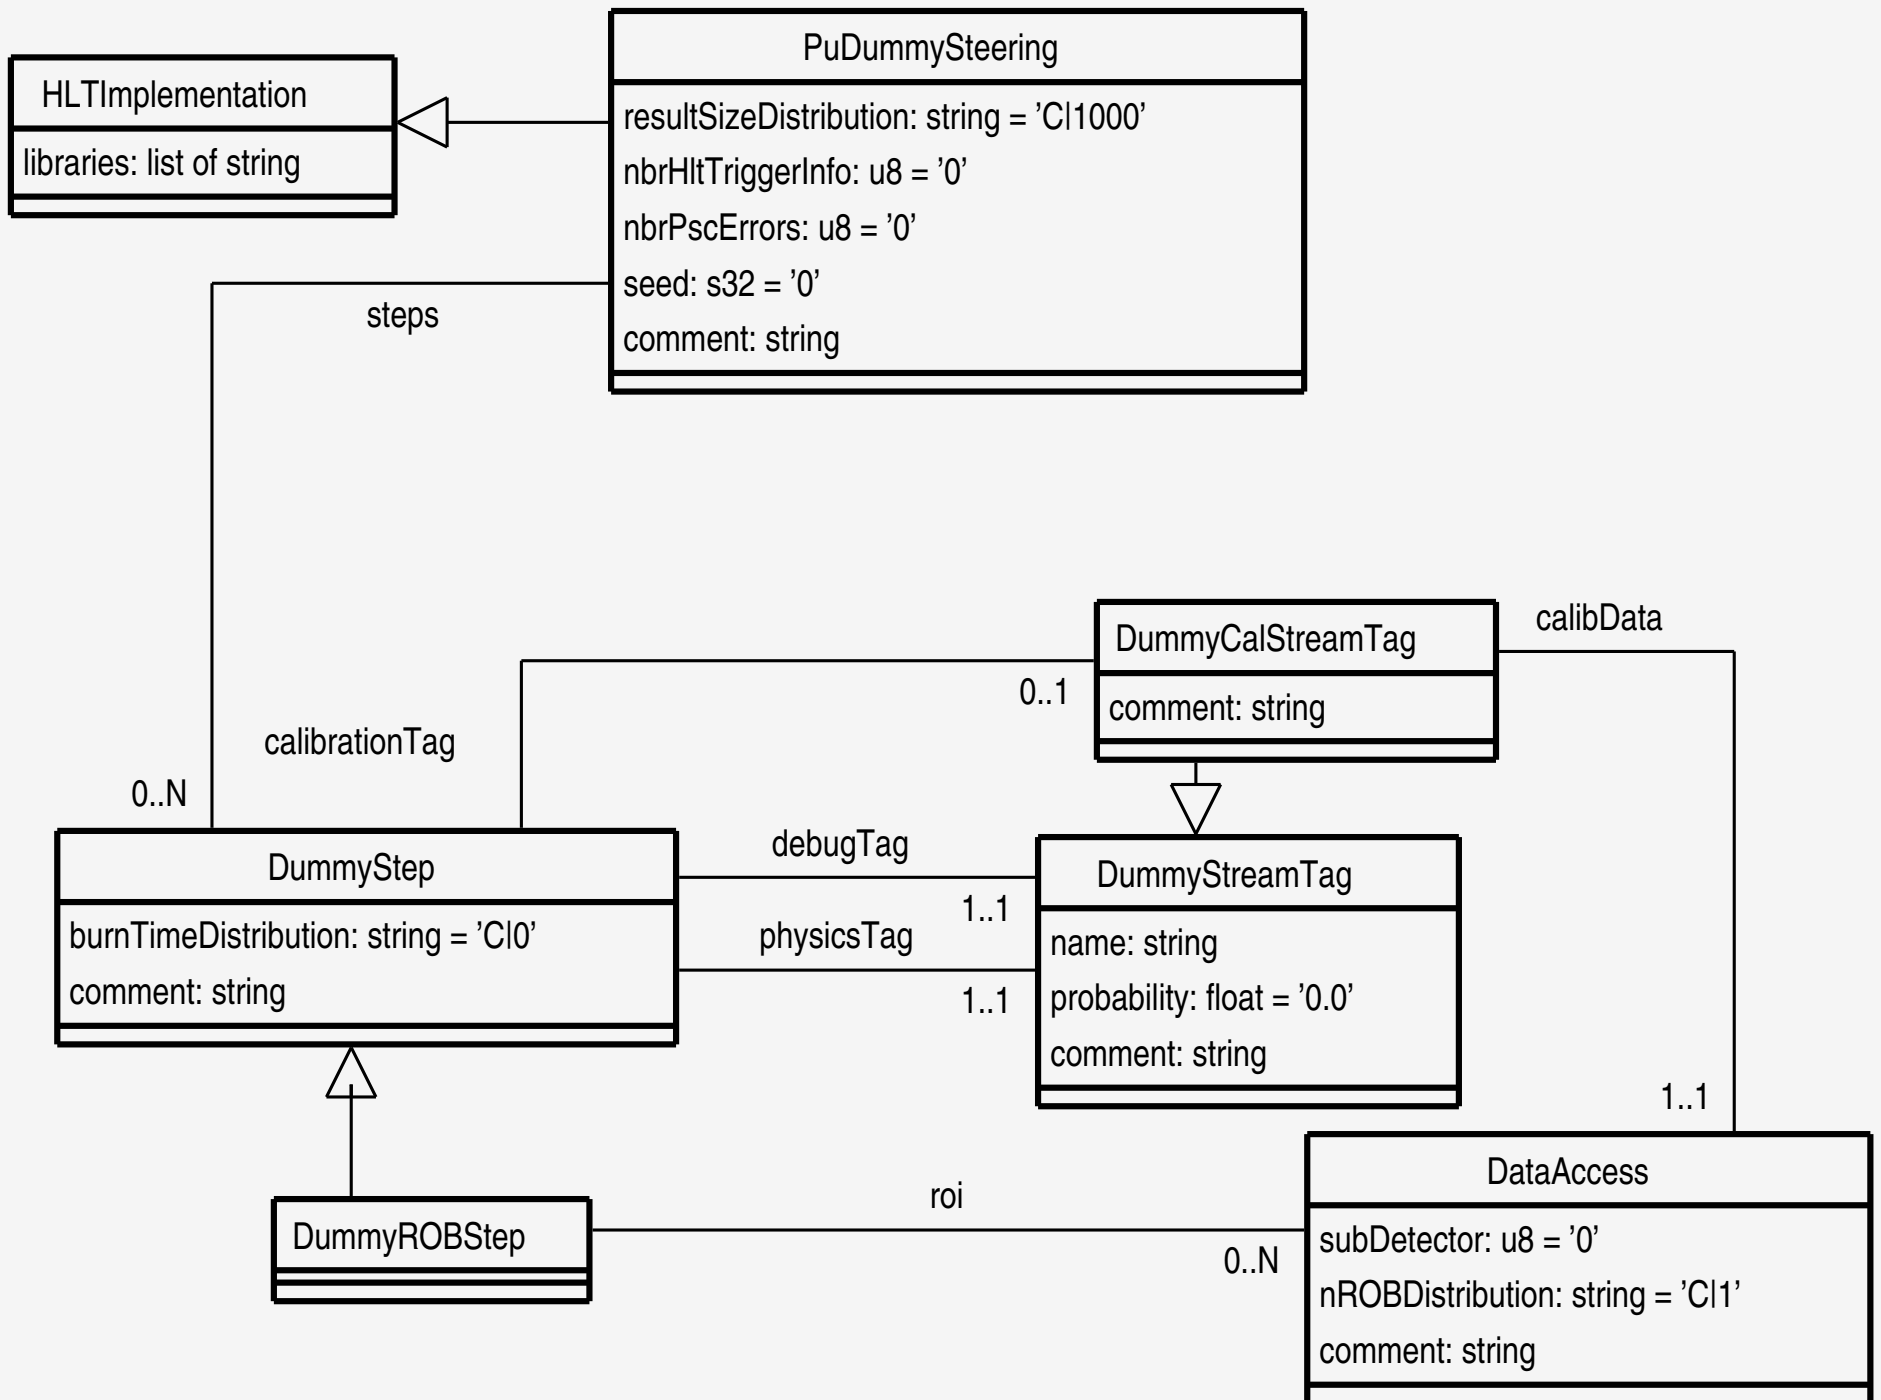 PuDummySteering
resultSizeDistribution: string = ’C|1000’
nbrHltTriggerInfo: u8 = ’0’
nbrPscErrors: u8 = ’0’
seed: s32 = ’0’
comment: string
HLTImplementation
libraries: list of string
steps
0..N
calibrationTag
0..1
DummyCalStreamTag
comment: string
calibData
1..1
DummyStep
burnTimeDistribution: string = ’C|0’
comment: string
debugTag
1..1
physicsTag
1..1
DummyStreamTag
name: string
probability: float = ’0.0’
comment: string
DummyROBStep
roi
0..N
DataAccess
subDetector: u8 = ’0’
nROBDistribution: string = ’C|1’
comment: string